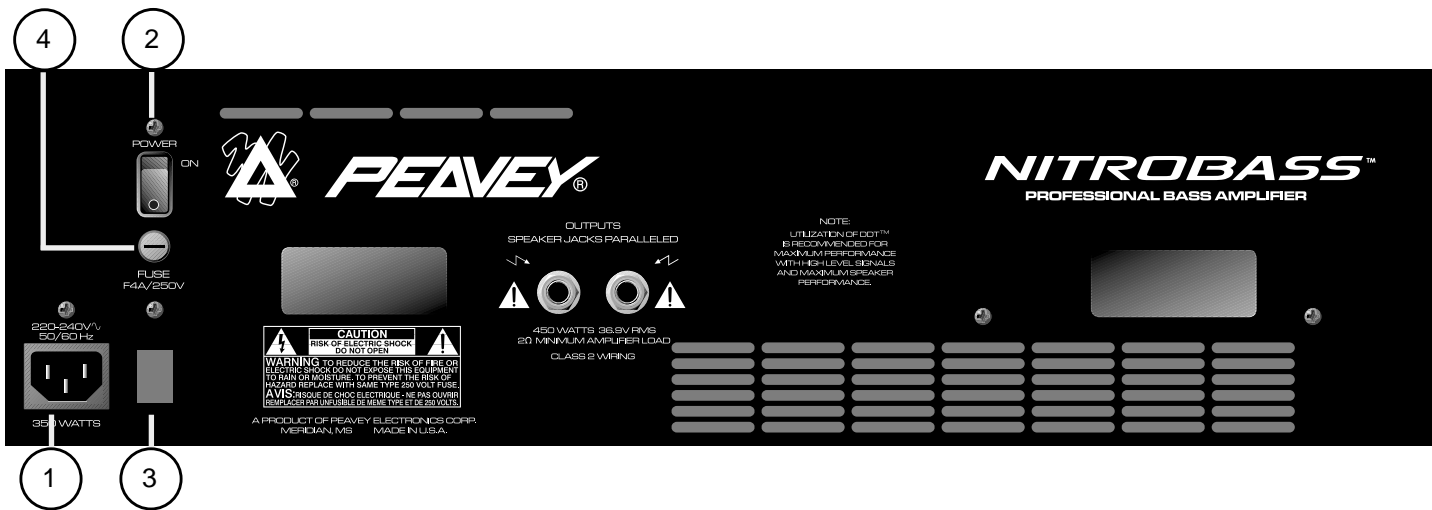 4
2
POWER
ON
FUSE
F4A/250V
220-240V∿
50/60 Hz
350 WATTS
1
3
®
PEAVEY®
CAUTION
RISK OF ELECTRIC SHOCK
DO NOT OPEN
WARNING TO REDUCE THE RISK OF FIRE OR
ELECTRIC SHOCK DO NOT EXPOSE THIS EQUIPMENT
TO RAIN OR MOISTURE. TO PREVENT THE RISK OF
HAZARD REPLACE WITH SAME TYPE 250 VOLT FUSE.
AVIS: RISQUE DE CHOC ELECTRIQUE - NE PAS OUVRIR
REMPLACER PAR UNFUSIBLE DE MEME TYPE ET DE 250 VOLTS.
A PRODUCT OF PEAVEY ELECTRONICS CORP.
MERIDIAN, MS MADE IN U.S.A.
OUTPUTS
SPEAKER JACKS PARALLELED
450 WATTS 36.9V RMS
2Ω MINIMUM AMPLIFIER LOAD
CLASS 2 WIRING
NOTE:
UTILIZATION OF DDT™
IS RECOMMENDED FOR
MAXIMUM PERFORMANCE
WITH HIGH LEVEL SIGNALS
AND MAXIMUM SPEAKER
PERFORMANCE.
NITROBASS™
PROFESSIONAL BASS AMPLIFIER